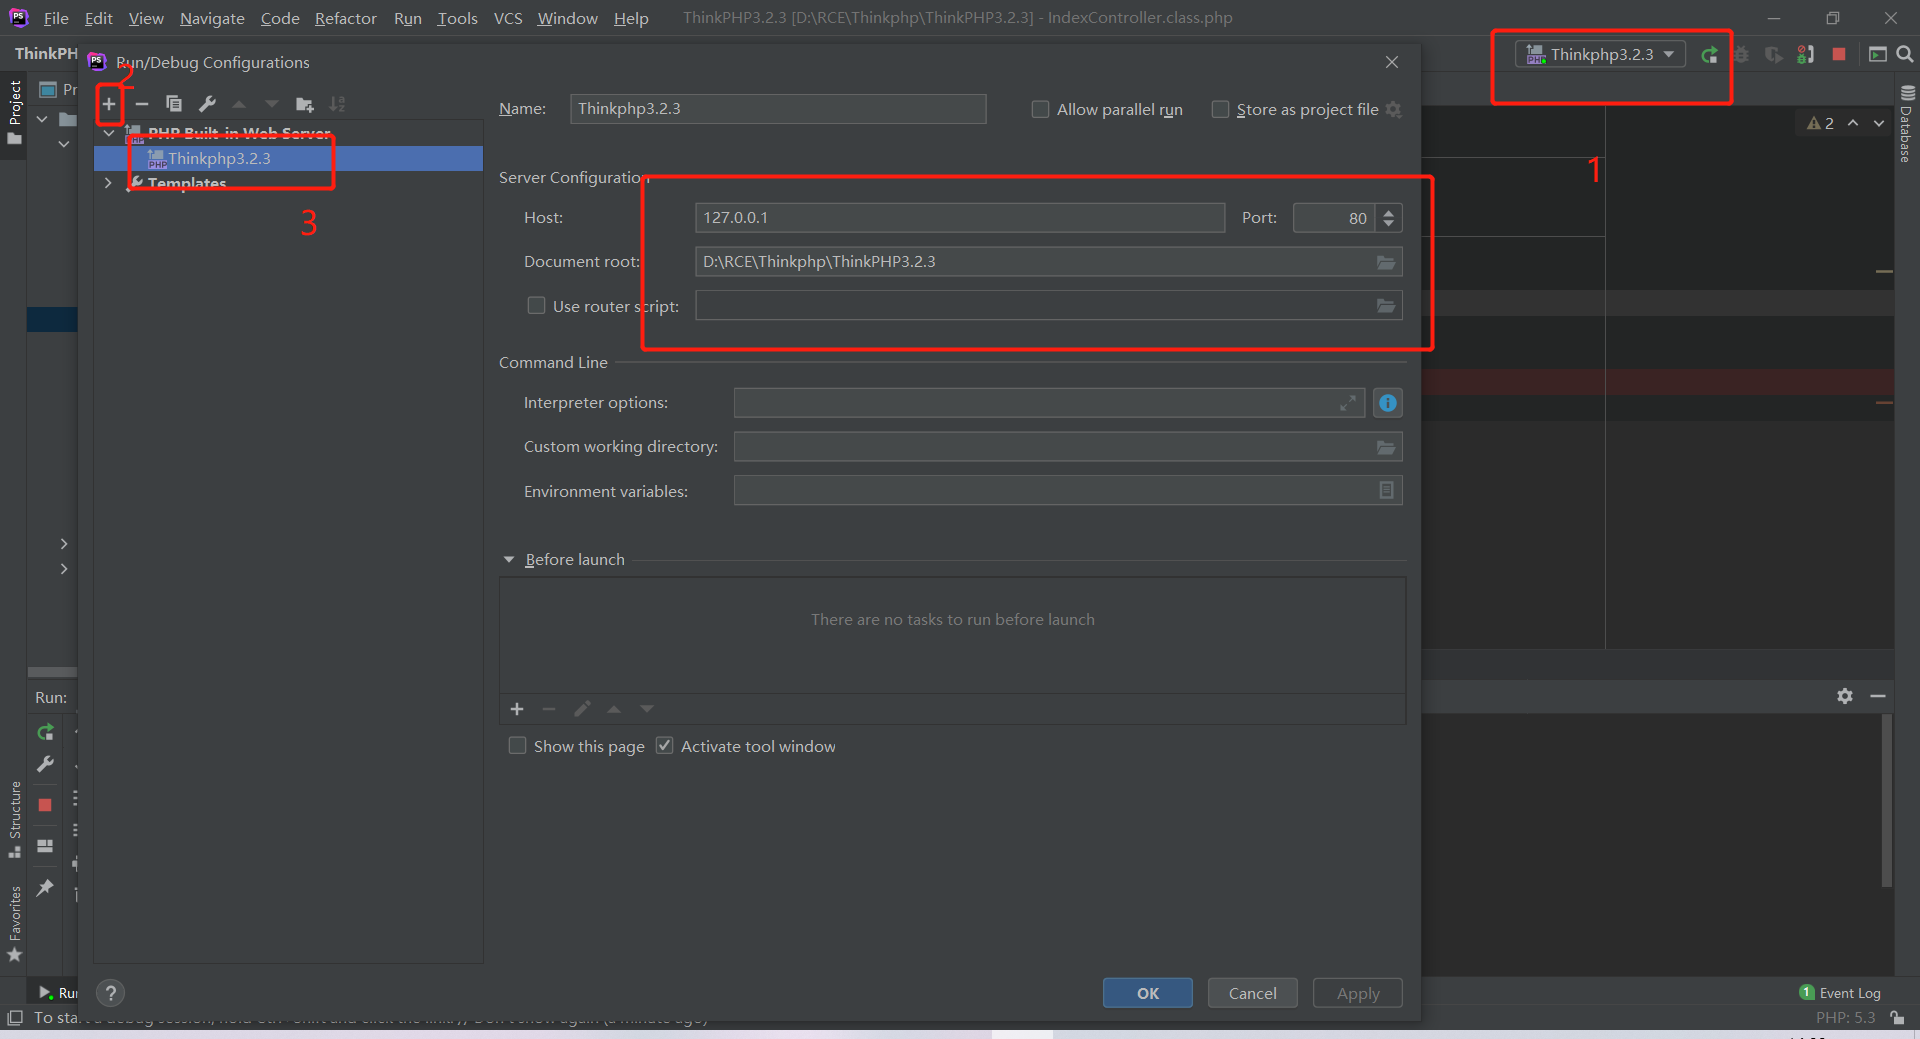 File Edit View Navigate Code Refactor Run Tools VCS Window Help ThinkPHP3.2.3 [D:\RCE\Thinkphp\ThinkPHP3.2.3] - IndexController.class.php
ThinkPH
Thinkphp3.2.3
Run/Debug Configurations
2
Project
Pr
Name: Thinkphp3.2.3
Allow parallel run
Store as project file
2
Database
PHP Built-in Web Server
Thinkphp3.2.3
Templates
3
1
Server Configuration
Host: 127.0.0.1 Port: 80
Document root: D:\RCE\Thinkphp\ThinkPHP3.2.3
Use router script:
Command Line
Interpreter options:
Custom working directory:
Environment variables:
Before launch
There are no tasks to run before launch
Run:
Show this page
Activate tool window
Structure
Favorites
OK Cancel Apply
?
Run
1 Event Log
PHP: 5.3